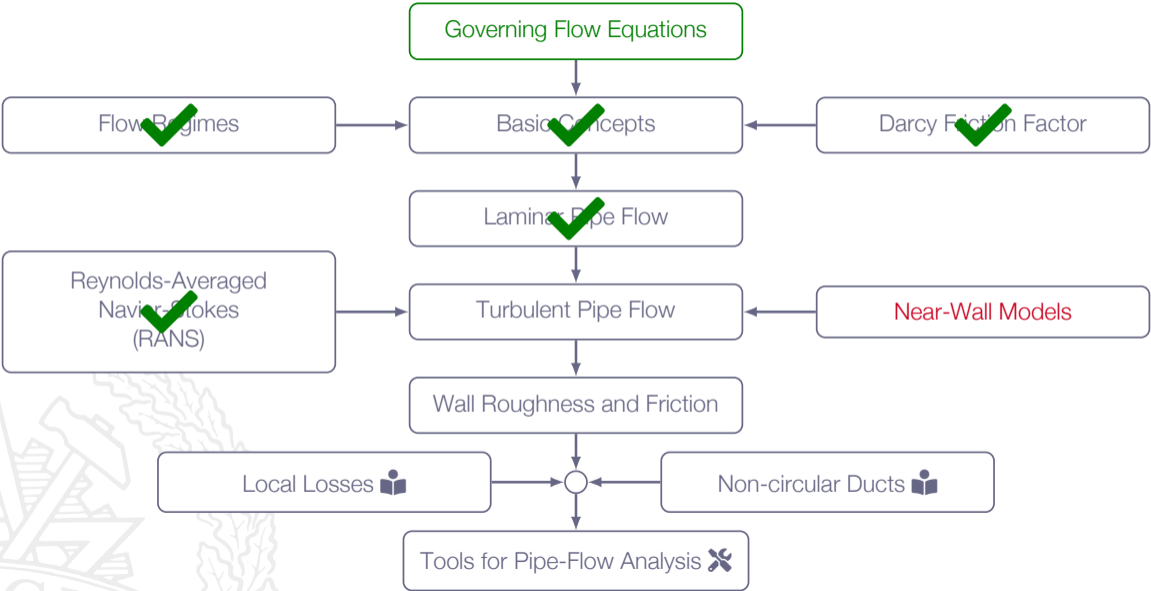 Governing Flow Equations
Flow Regimes
Basic Concepts
Darcy Friction Factor
Laminar Pipe Flow
Reynolds-Averaged
Navier-Stokes
(RANS)
Turbulent Pipe Flow
Near-Wall Models
Wall Roughness and Friction
Local Losses
Non-circular Ducts
Tools for Pipe-Flow Analysis